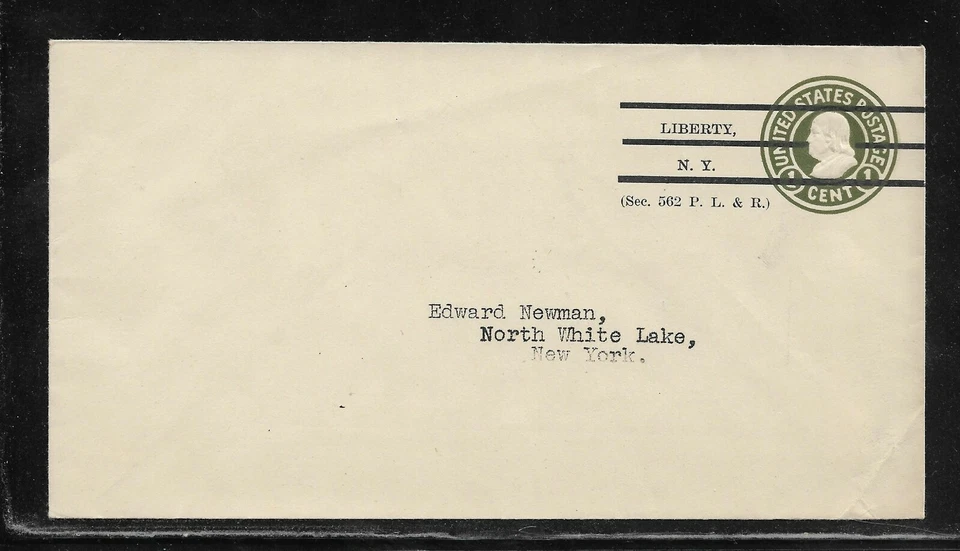 UNITED STATES POSTAGE
1 CENT 1
LIBERTY,
N. Y.
(Sec. 562 P. L. & R.)
Edward Newman,
North White Lake,
New York.